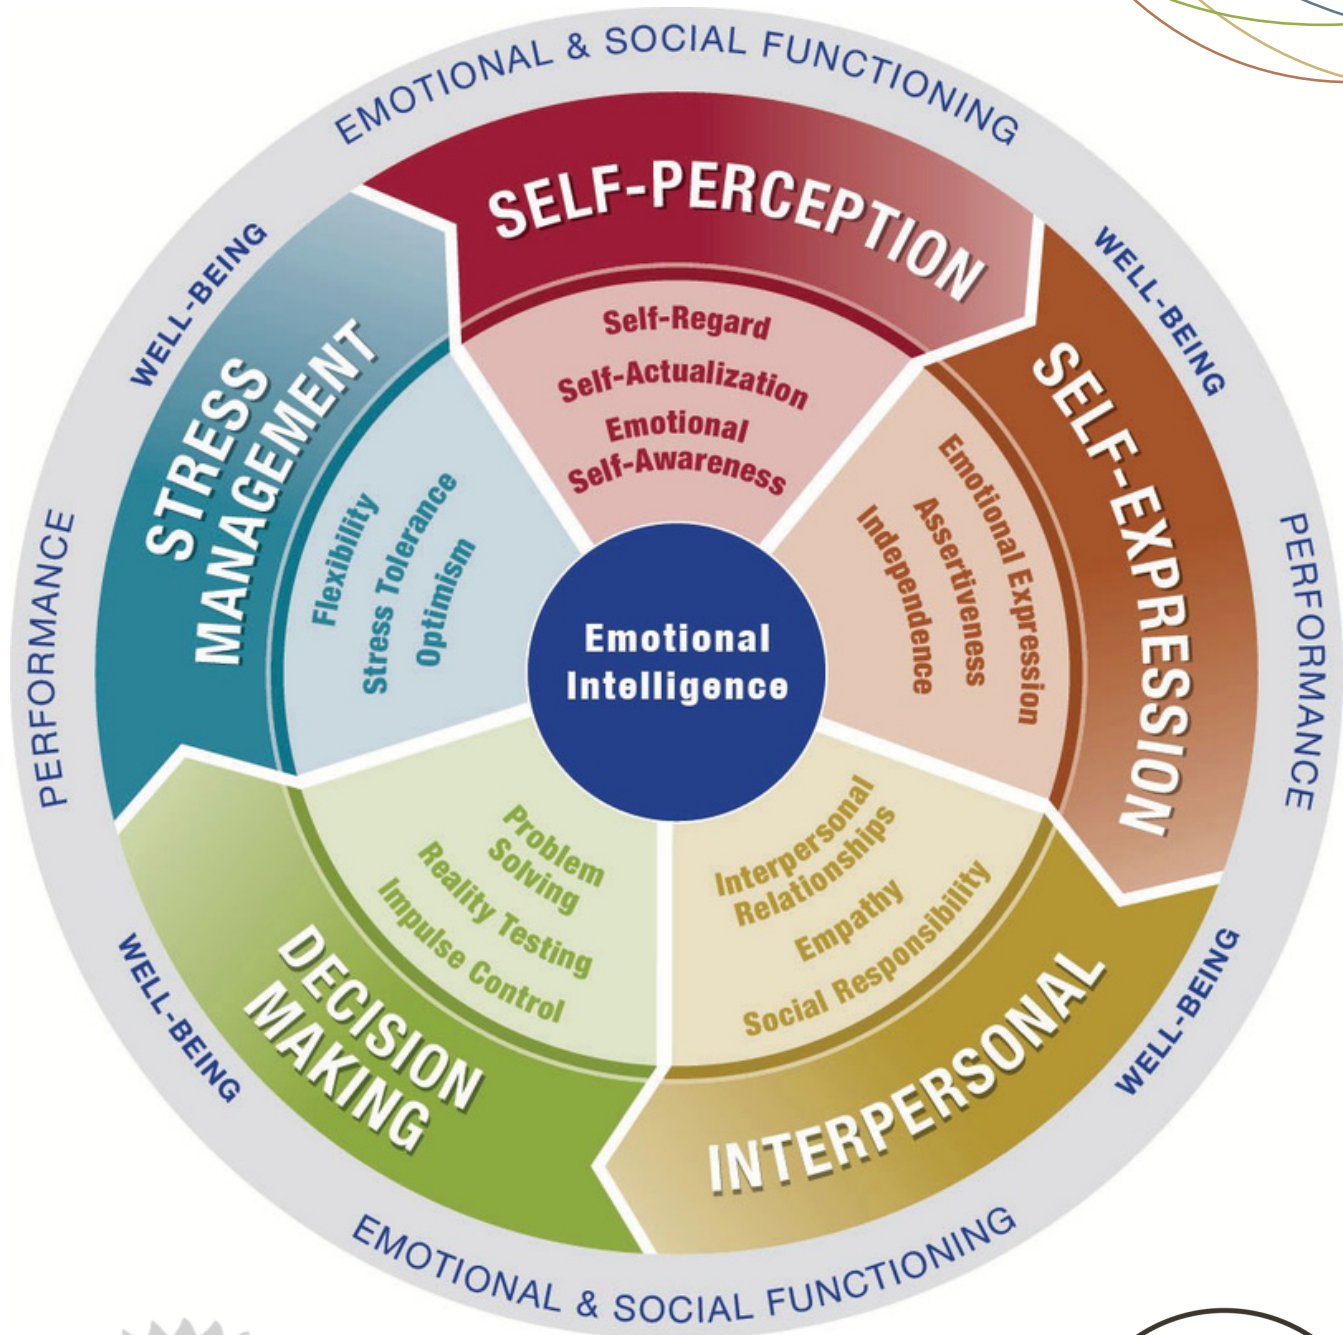 EMOTIONAL & SOCIAL FUNCTIONING
WELL-BEING
WELL-BEING
PERFORMANCE
PERFORMANCE
WELL-BEING
WELL-BEING
EMOTIONAL & SOCIAL FUNCTIONING
SELF-PERCEPTION
Self-Regard
Self-Actualization
Emotional
Self-Awareness
SELF-EXPRESSION
Emotional Expression
Assertiveness
Independence
INTERPERSONAL
Interpersonal
Relationships
Empathy
Social Responsibility
DECISION
MAKING
Problem
Solving
Reality Testing
Impulse Control
STRESS
MANAGEMENT
Flexibility
Stress Tolerance
Optimism
Emotional
Intelligence